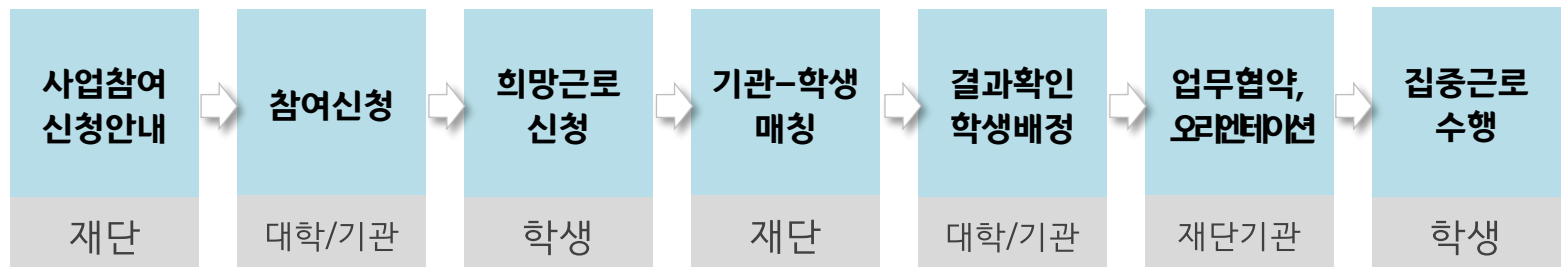 사업참여
신청안내
재단
참여신청
대학/기관
희망근로
신청
학생
기관-학생
매칭
재단
결과확인
학생배정
대학/기관
업무협약,
오리엔테이션
재단기관
집중근로
수행
학생